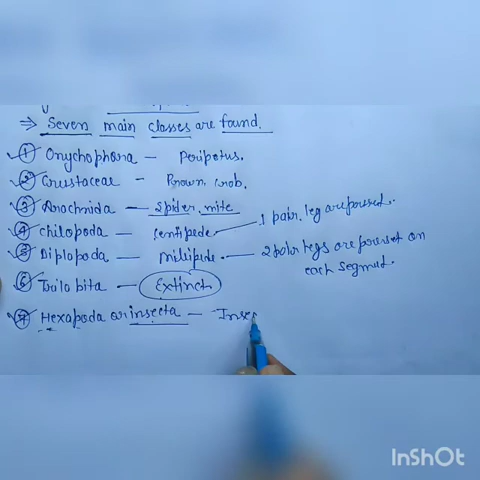 ⇒ Seven main classes are found.
① Onychophora — Peripatus.
② Crustaceae — Prown, crab.
③ Arachnida — Spider, mite
④ Chilopoda — centipede — 1 pair leg are present.
⑤ Diplopoda — millipede — 2 pair legs are present on
each segment.
⑥ Trilobita — Extinct
⑦ Hexapoda or insecta — Inse
InShOt